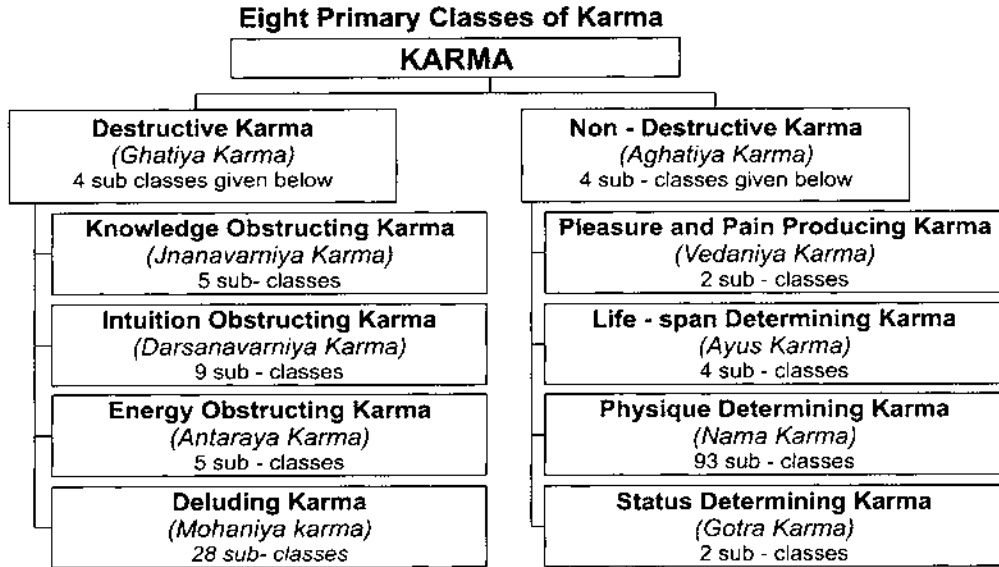 Eight Primary Classes of Karma
KARMA
Destructive Karma
(Ghatiya Karma)
4 sub classes given below
Knowledge Obstructing Karma
(Jnanavarniya Karma)
5 sub- classes
Intuition Obstructing Karma
(Darsanavarniya Karma)
9 sub - classes
Energy Obstructing Karma
(Antaraya Karma)
5 sub - classes
Deluding Karma
(Mohaniya karma)
28 sub- classes
Non - Destructive Karma
(Aghatiya Karma)
4 sub - classes given below
Pleasure and Pain Producing Karma
(Vedaniya Karma)
2 sub - classes
Life - span Determining Karma
(Ayus Karma)
4 sub - classes
Physique Determining Karma
(Nama Karma)
93 sub - classes
Status Determining Karma
(Gotra Karma)
2 sub - classes